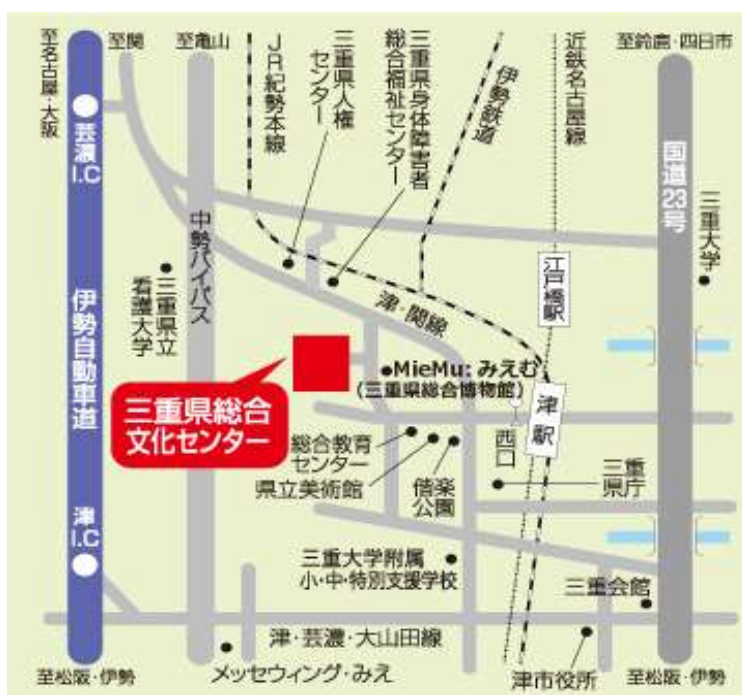 至名古屋・大阪
至関
至亀山
JR紀勢本線
三重県人権
センター
三重県身体障害者
総合福祉センター
伊勢鉄道
近鉄名古屋線
至鈴鹿・四日市
芸濃
I.C
国道23号
三重大学
中勢バイパス
三重県立
看護大学
江戸橋駅
伊勢自動車道
津・関線
MieMu: みえむ
(三重県総合博物館)
三重県総合
文化センター
津駅
西口
総合教育
センター
県立美術館
偕楽
公園
三重
県庁
津
I.C
三重大学附属
小・中・特別支援学校
三重会館
津・芸濃・大山田線
メッセウイング・みえ
津市役所
至松阪・伊勢
至松阪・伊勢